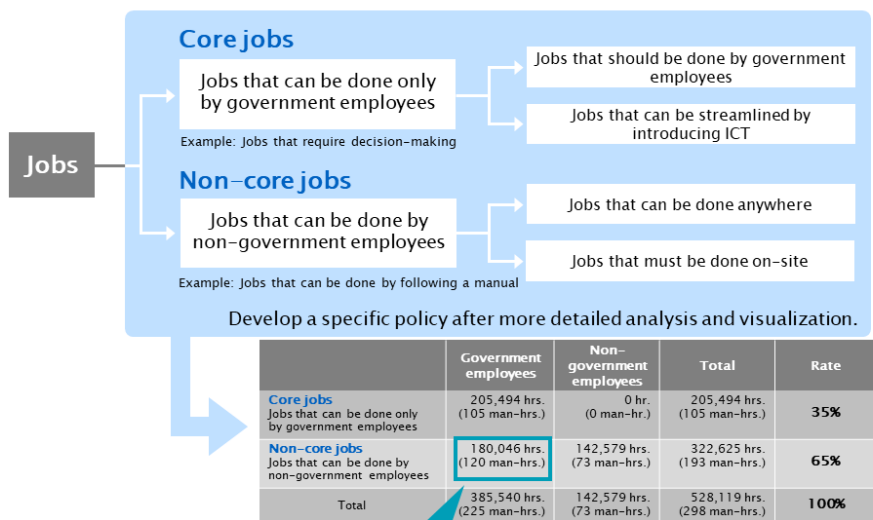 Core jobs
Jobs that can be done only
by government employees
Example: Jobs that require decision-making
Jobs that should be done by government
employees
Jobs that can be streamlined by
introducing ICT
Jobs
Non-core jobs
Jobs that can be done by
non-government employees
Example: Jobs that can be done by following a manual
Jobs that can be done anywhere
Jobs that must be done on-site
Develop a specific policy after more detailed analysis and visualization.
Government
employees
Non-
government
employees
Total
Rate
Core jobs
Jobs that can be done only
by government employees
205,494 hrs.
(105 man-hrs.)
0 hr.
(0 man-hr.)
205,494 hrs.
(105 man-hrs.)
35%
Non-core jobs
Jobs that can be done by
non-government employees
180,046 hrs.
(120 man-hrs.)
142,579 hrs.
(73 man-hrs.)
322,625 hrs.
(193 man-hrs.)
65%
Total
385,540 hrs.
(225 man-hrs.)
142,579 hrs.
(73 man-hrs.)
528,119 hrs.
(298 man-hrs.)
100%